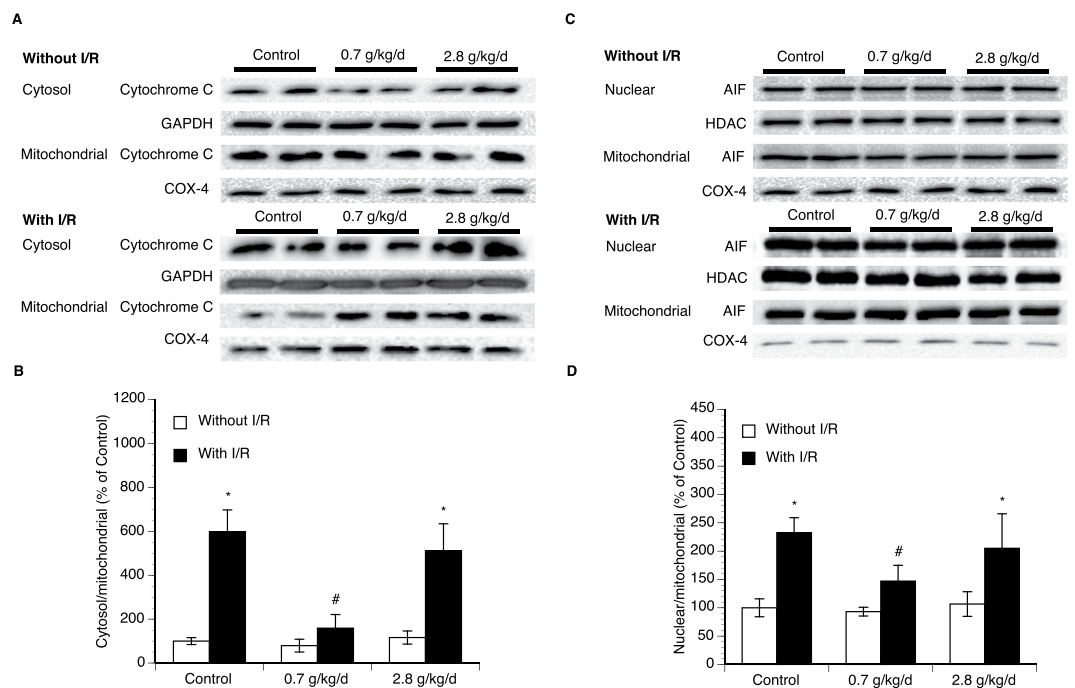 A
Without I/R
Control
0.7 g/kg/d
2.8 g/kg/d
Cytosol
Cytochrome C
GAPDH
Mitochondrial
Cytochrome C
COX-4
With I/R
Control
0.7 g/kg/d
2.8 g/kg/d
Cytosol
Cytochrome C
GAPDH
Mitochondrial
Cytochrome C
COX-4
C
Without I/R
Control
0.7 g/kg/d
2.8 g/kg/d
Nuclear
AIF
HDAC
Mitochondrial
AIF
COX-4
With I/R
Control
0.7 g/kg/d
2.8 g/kg/d
Nuclear
AIF
HDAC
Mitochondrial
AIF
COX-4
B
Cytosol/mitochondrial (% of Control)
1200
1000
800
600
400
200
0
Without I/R
With I/R
*
#
*
Control
0.7 g/kg/d
2.8 g/kg/d
D
Nuclear/mitochondrial (% of Control)
450
400
350
300
250
200
150
100
50
0
Without I/R
With I/R
*
#
*
Control
0.7 g/kg/d
2.8 g/kg/d